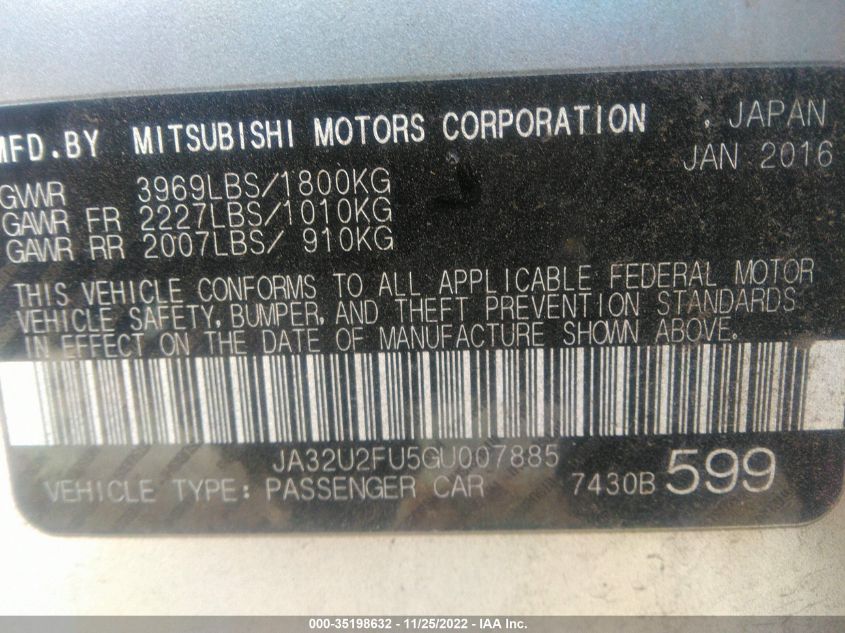 MFD.BY MITSUBISHI MOTORS CORPORATION , JAPAN
JAN 2016
GVWR 3969LBS/1800KG
GAWR FR 2227LBS/1010KG
GAWR RR 2007LBS/ 910KG
THIS VEHICLE CONFORMS TO ALL APPLICABLE FEDERAL MOTOR
VEHICLE SAFETY, BUMPER, AND THEFT PREVENTION STANDARDS
IN EFFECT ON THE DATE OF MANUFACTURE SHOWN ABOVE.
JA32U2FU5GU007885
VEHICLE TYPE: PASSENGER CAR 7430B 599
000-35198632 - 11/25/2022 - IAA Inc.